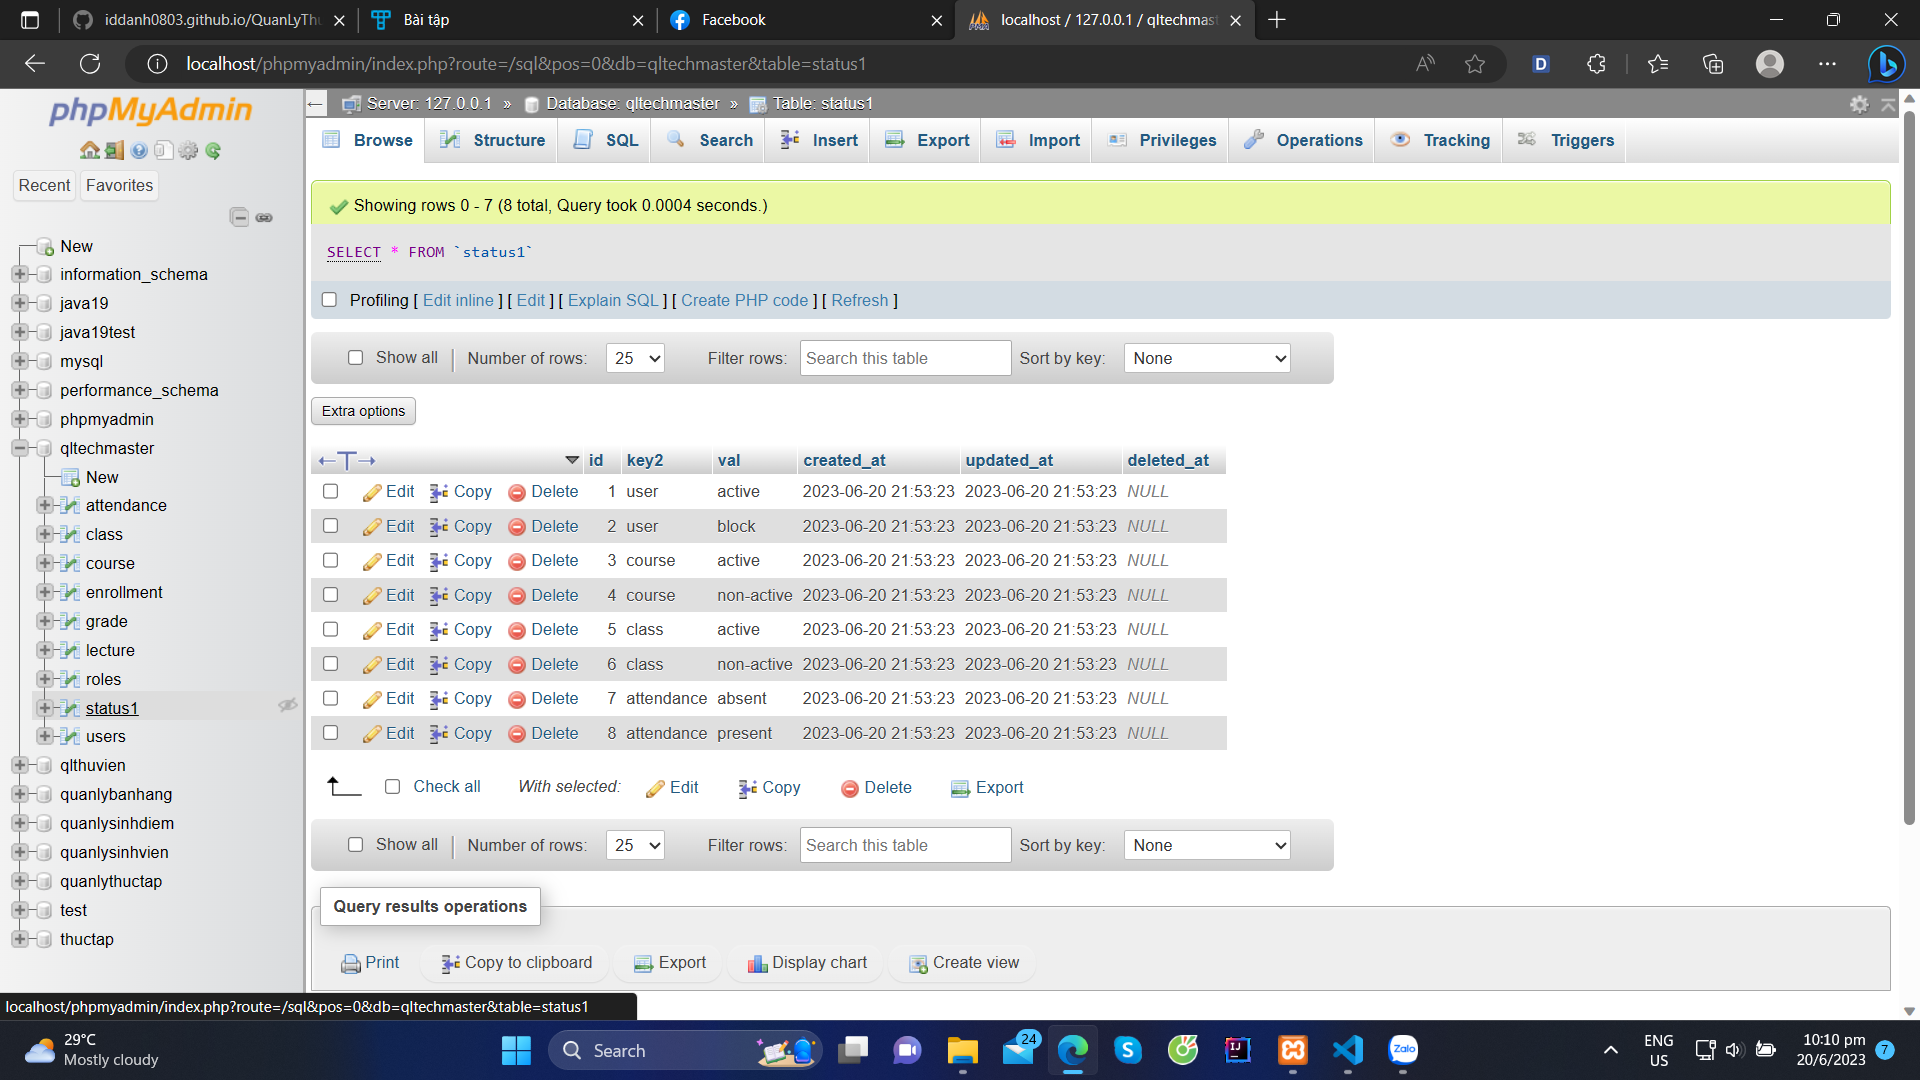 iddanh0803.github.io/QuanLyThu
Bài tập
Facebook
localhost / 127.0.0.1 / qltechmast
localhost/phpmyadmin/index.php?route=/sql&pos=0&db=qltechmaster&table=status1
phpMyAdmin
Recent Favorites
New
information_schema
java19
java19test
mysql
performance_schema
phpmyadmin
qltechmaster
New
attendance
class
course
enrollment
grade
lecture
roles
status1
users
qlthuvien
quanlybanhang
quanlysinhdiem
quanlysinhvien
quanlythuctap
test
thuctap
Server: 127.0.0.1 » Database: qltechmaster » Table: status1
Browse Structure SQL Search Insert Export Import Privileges Operations Tracking Triggers
Showing rows 0 - 7 (8 total, Query took 0.0004 seconds.)
SELECT * FROM `status1`
Profiling [ Edit inline ] [ Edit ] [ Explain SQL ] [ Create PHP code ] [ Refresh ]
Show all Number of rows: 25 Filter rows: Search this table Sort by key: None
Extra options
id key2 val created_at updated_at deleted_at
Edit Copy Delete 1 user active 2023-06-20 21:53:23 2023-06-20 21:53:23 NULL
Edit Copy Delete 2 user block 2023-06-20 21:53:23 2023-06-20 21:53:23 NULL
Edit Copy Delete 3 course active 2023-06-20 21:53:23 2023-06-20 21:53:23 NULL
Edit Copy Delete 4 course non-active 2023-06-20 21:53:23 2023-06-20 21:53:23 NULL
Edit Copy Delete 5 class active 2023-06-20 21:53:23 2023-06-20 21:53:23 NULL
Edit Copy Delete 6 class non-active 2023-06-20 21:53:23 2023-06-20 21:53:23 NULL
Edit Copy Delete 7 attendance absent 2023-06-20 21:53:23 2023-06-20 21:53:23 NULL
Edit Copy Delete 8 attendance present 2023-06-20 21:53:23 2023-06-20 21:53:23 NULL
Check all With selected: Edit Copy Delete Export
Show all Number of rows: 25 Filter rows: Search this table Sort by key: None
Query results operations
Print Copy to clipboard Export Display chart Create view
localhost/phpmyadmin/index.php?route=/sql&pos=0&db=qltechmaster&table=status1
29°C
Mostly cloudy
Search
24
Zalo
ENG
US
10:10 pm
20/6/2023
7